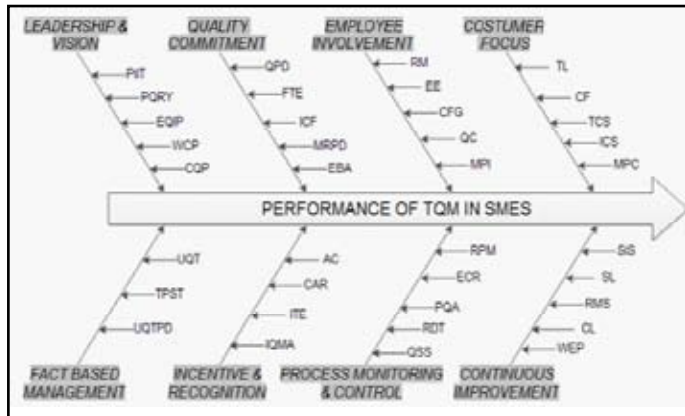 LEADERSHIP & VISION
PIIT
PQRY
EQIP
WCP
CQP
QUALITY COMMITMENT
QPD
FTE
ICF
MRPD
EBA
EMPLOYEE INVOLVEMENT
RM
EE
CFG
QC
MPI
COSTUMER FOCUS
TL
CF
TCS
ICS
MPC
PERFORMANCE OF TQM IN SMES
UQT
TPST
UQTPD
FACT BASED MANAGEMENT
AC
CAR
ITE
IQMA
INCENTIVE & RECOGNITION
RPM
ECR
PQA
RDT
QSS
PROCESS MONITORING & CONTROL
SIS
SL
RMS
CL
WEP
CONTINUOUS IMPROVEMENT